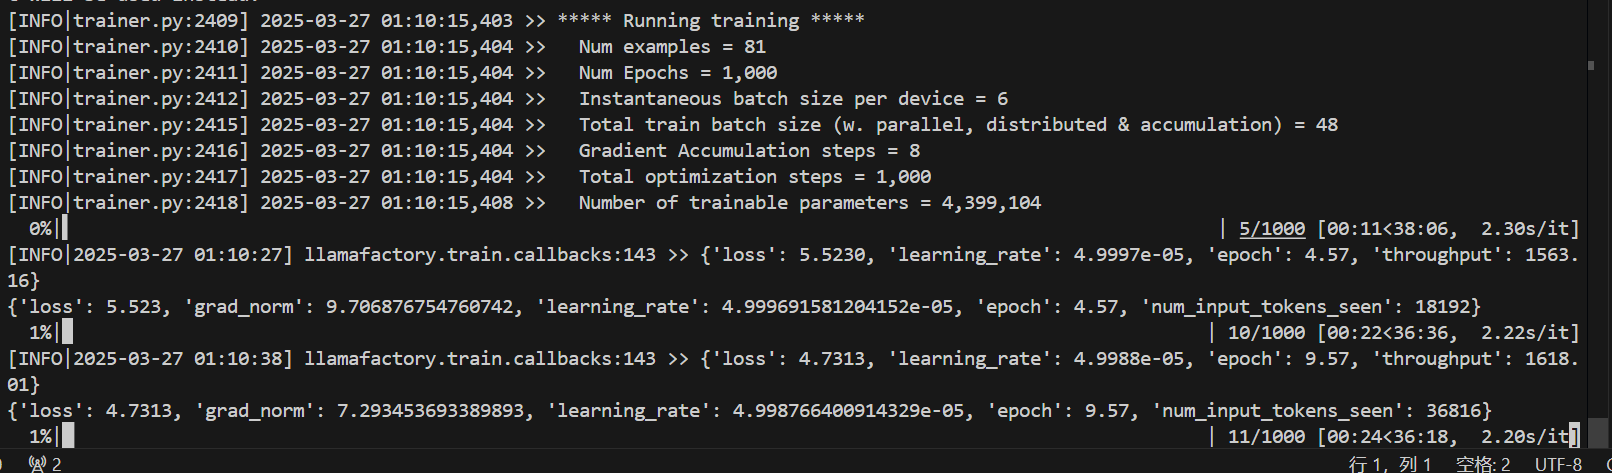 [INFO|trainer.py:2409] 2025-03-27 01:10:15,403 >> ***** Running training *****
[INFO|trainer.py:2410] 2025-03-27 01:10:15,404 >>   Num examples = 81
[INFO|trainer.py:2411] 2025-03-27 01:10:15,404 >>   Num Epochs = 1,000
[INFO|trainer.py:2412] 2025-03-27 01:10:15,404 >>   Instantaneous batch size per device = 6
[INFO|trainer.py:2415] 2025-03-27 01:10:15,404 >>   Total train batch size (w. parallel, distributed & accumulation) = 48
[INFO|trainer.py:2416] 2025-03-27 01:10:15,404 >>   Gradient Accumulation steps = 8
[INFO|trainer.py:2417] 2025-03-27 01:10:15,404 >>   Total optimization steps = 1,000
[INFO|trainer.py:2418] 2025-03-27 01:10:15,408 >>   Number of trainable parameters = 4,399,104
0%| | 5/1000 [00:11<38:06,  2.30s/it]
[INFO|2025-03-27 01:10:27] llamafactory.train.callbacks:143 >> {'loss': 5.5230, 'learning_rate': 4.9997e-05, 'epoch': 4.57, 'throughput': 1563.
16}
{'loss': 5.523, 'grad_norm': 9.706876754760742, 'learning_rate': 4.999691581204152e-05, 'epoch': 4.57, 'num_input_tokens_seen': 18192}
1%| | 10/1000 [00:22<36:36,  2.22s/it]
[INFO|2025-03-27 01:10:38] llamafactory.train.callbacks:143 >> {'loss': 4.7313, 'learning_rate': 4.9988e-05, 'epoch': 9.57, 'throughput': 1618.
01}
{'loss': 4.7313, 'grad_norm': 7.293453693389893, 'learning_rate': 4.998766400914329e-05, 'epoch': 9.57, 'num_input_tokens_seen': 36816}
1%| | 11/1000 [00:24<36:18,  2.20s/it]
2 行 1，列 1 空格: 2 UTF-8